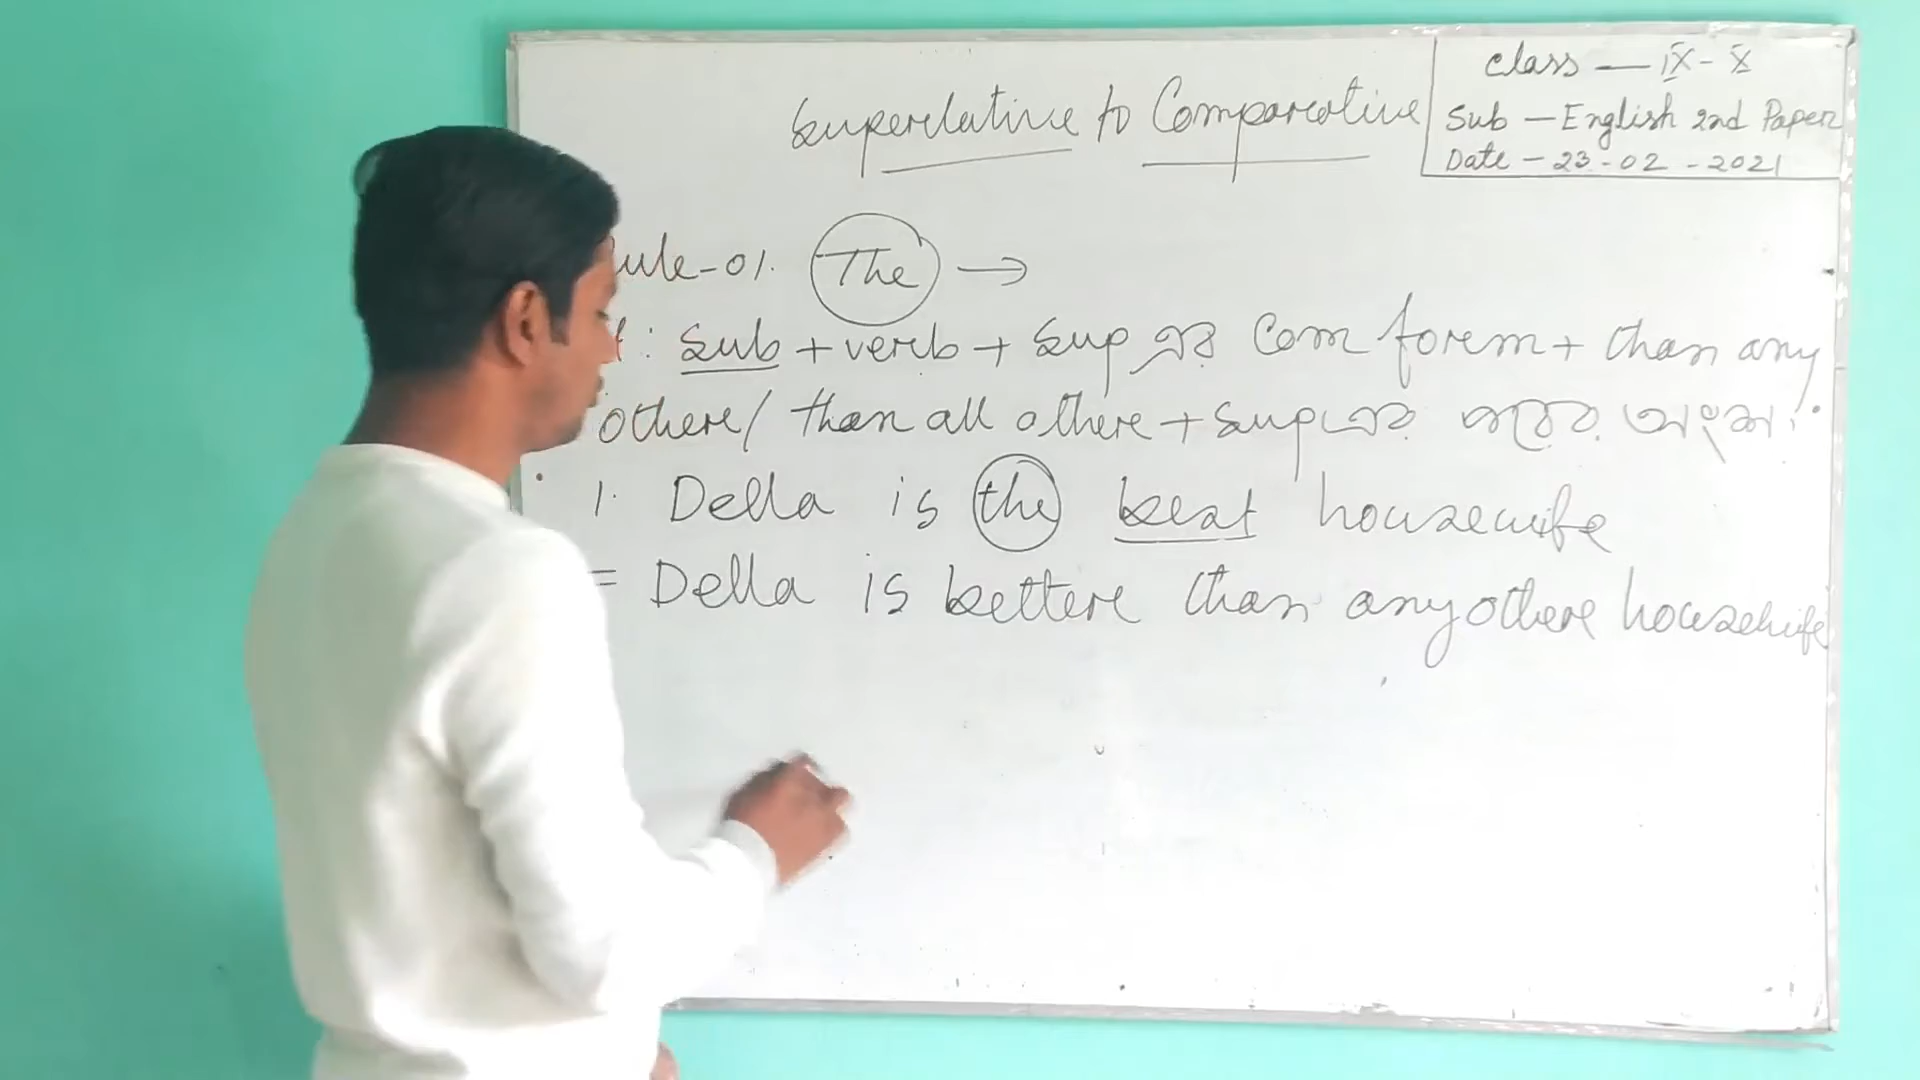 Class — IX - X
Sub — English 2nd Paper
Date - 23-02-2021
Superlative to Comparative
ule-01. The →
: Sub + verb + Sup এর Com form + than any
other / than all other + Sup এর পরের অংশ।
1. Della is the best housewife
= Della is better than any other housewife